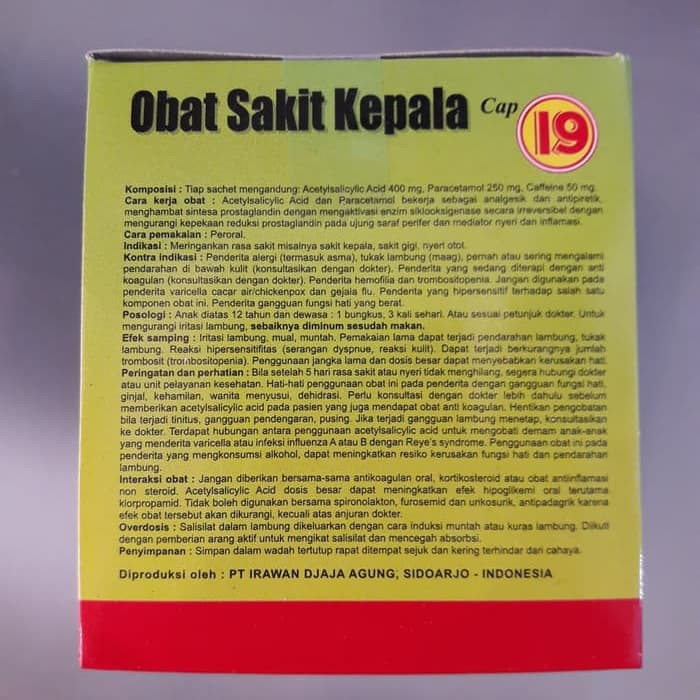 Obat Sakit Kepala Cap 19
Komposisi : Tiap sachet mengandung: Acetylsalicylic Acid 400 mg, Paracetamol 250 mg, Caffeine 50 mg.
Cara kerja obat : Acetylsalicylic Acid dan Paracetamol bekerja sebagai analgesik dan antipiretik,
menghambat sintesa prostaglandin dengan mengaktivasi enzim siklooksigenase secara irreversibel dengan
mengurangi kepekaan reduksi prostaglandin pada ujung saraf perifer dan mediator nyeri dan inflamasi.
Cara pemakaian : Peroral.
Indikasi : Meringankan rasa sakit misalnya sakit kepala, sakit gigi, nyeri otot.
Kontra indikasi : Penderita alergi (termasuk asma), tukak lambung (maag), pernah atau sering mengalami
pendarahan di bawah kulit (konsultasikan dengan dokter). Penderita yang sedang diterapi dengan anti
koagulan (konsultasikan dengan dokter). Penderita hemofilia dan trombositopenia. Jangan digunakan pada
penderita varicella cacar air/chickenpox dan gejala flu. Penderita yang hipersensitif terhadap salah satu
komponen obat ini. Penderita gangguan fungsi hati yang berat.
Posologi : Anak diatas 12 tahun dan dewasa : 1 bungkus, 3 kali sehari. Atau sesuai petunjuk dokter. Untuk
mengurangi iritasi lambung, sebaiknya diminum sesudah makan.
Efek samping : Iritasi lambung, mual, muntah. Pemakaian lama dapat terjadi pendarahan lambung, tukak
lambung. Reaksi hipersensitifitas (serangan dyspnue, reaksi kulit). Dapat terjadi berkurangnya jumlah
trombosit (trombositopenia). Penggunaan jangka lama dan dosis besar dapat menyebabkan kerusakan hati.
Peringatan dan perhatian : Bila setelah 5 hari rasa sakit atau nyeri tidak menghilang, segera hubungi dokter
atau unit pelayanan kesehatan. Hati-hati penggunaan obat ini pada penderita dengan gangguan fungsi hati,
ginjal, kehamilan, wanita menyusui, dehidrasi. Perlu konsultasi dengan dokter lebih dahulu sebelum
memberikan acetylsalicylic acid pada pasien yang juga mendapat obat anti koagulan. Hentikan pengobatan
bila terjadi tinitus, gangguan pendengaran, pusing. Jika terjadi gangguan lambung menetap, konsultasikan
ke dokter. Terdapat hubungan antara penggunaan acetylsalicylic acid untuk mengobati demam anak-anak
yang menderita varicella atau infeksi influenza A atau B dengan Reye's syndrome. Penggunaan obat ini pada
penderita yang mengkonsumsi alkohol, dapat meningkatkan resiko kerusakan fungsi hati dan pendarahan
lambung.
Interaksi obat : Jangan diberikan bersama-sama antikoagulan oral, kortikosteroid atau obat antiinflamasi
non steroid. Acetylsalicylic Acid dosis besar dapat meningkatkan efek hipoglikemi oral terutama
klorpropamid. Tidak boleh digunakan bersama spironolakton, furosemid dan urikosurik, antipadagrik karena
efek obat tersebut akan dikurangi, kecuali atas anjuran dokter.
Overdosis : Salisilat dalam lambung dikeluarkan dengan cara induksi muntah atau kuras lambung. Diikuti
dengan pemberian arang aktif untuk mengikat salisilat dan mencegah absorbsi.
Penyimpanan : Simpan dalam wadah tertutup rapat ditempat sejuk dan kering terhindar dari cahaya.
Diproduksi oleh : PT IRAWAN DJAJA AGUNG, SIDOARJO - INDONESIA